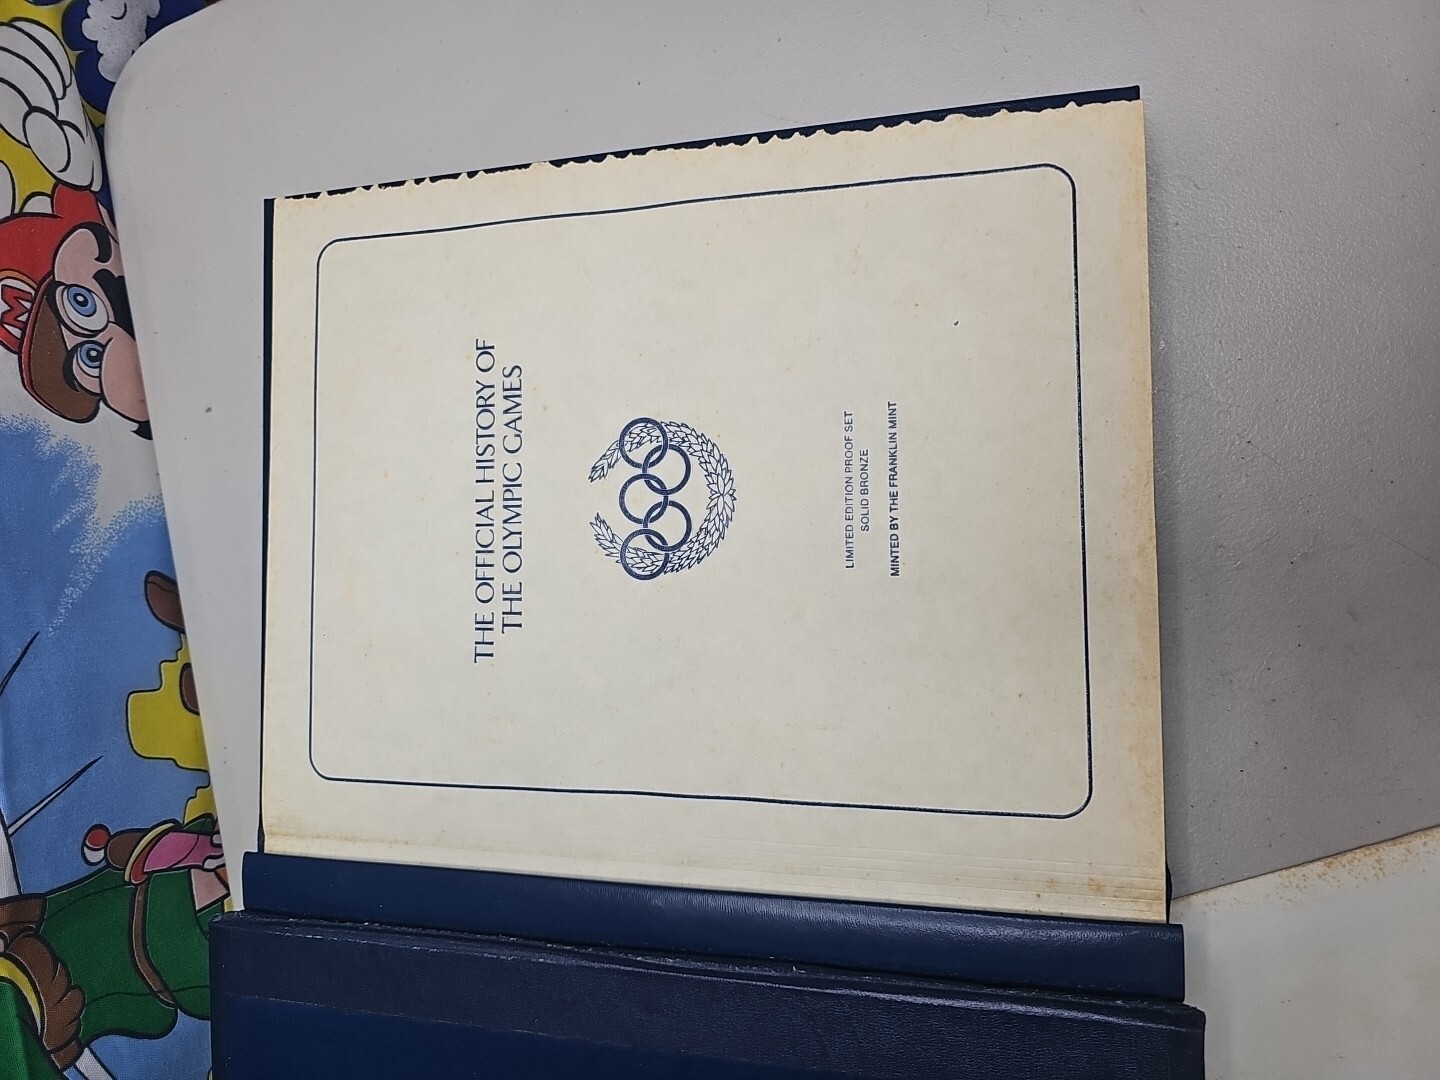 THE OFFICIAL HISTORY OF
THE OLYMPIC GAMES
LIMITED EDITION PROOF SET
SOLID BRONZE
MINTED BY THE FRANKLIN MINT
M